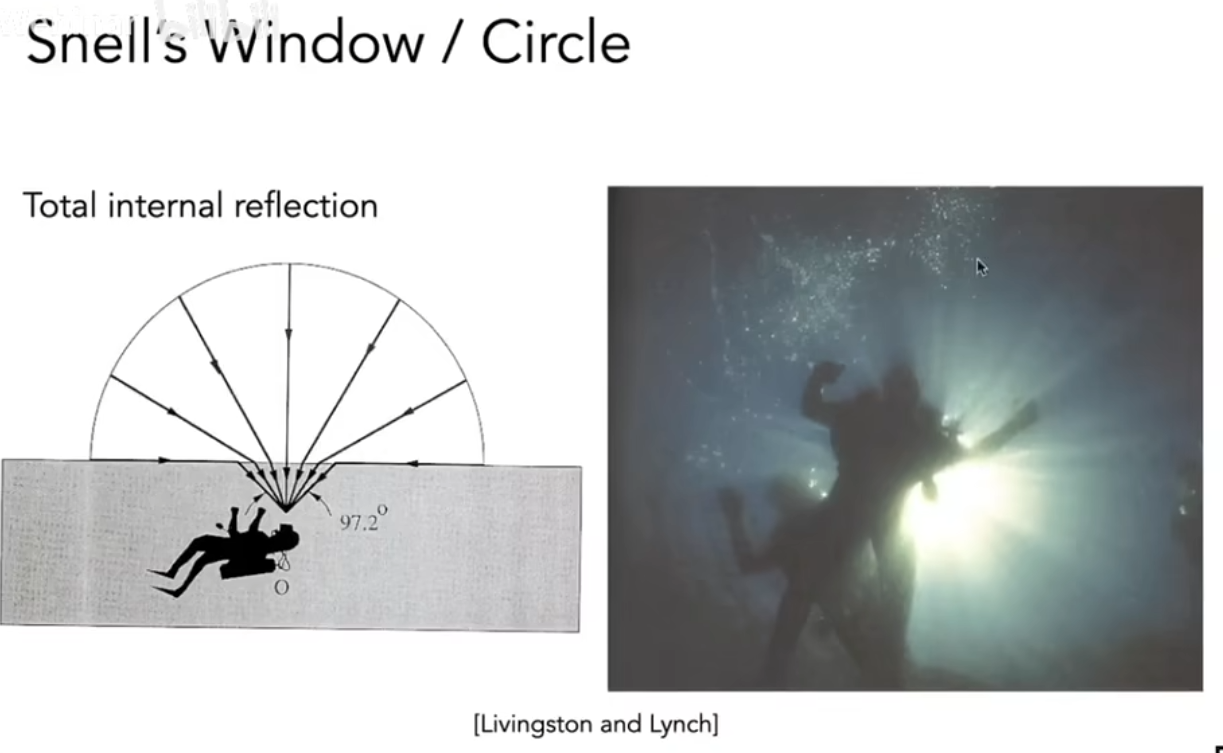 Snell's Window / Circle
Total internal reflection
97.2°
O
[Livingston and Lynch]